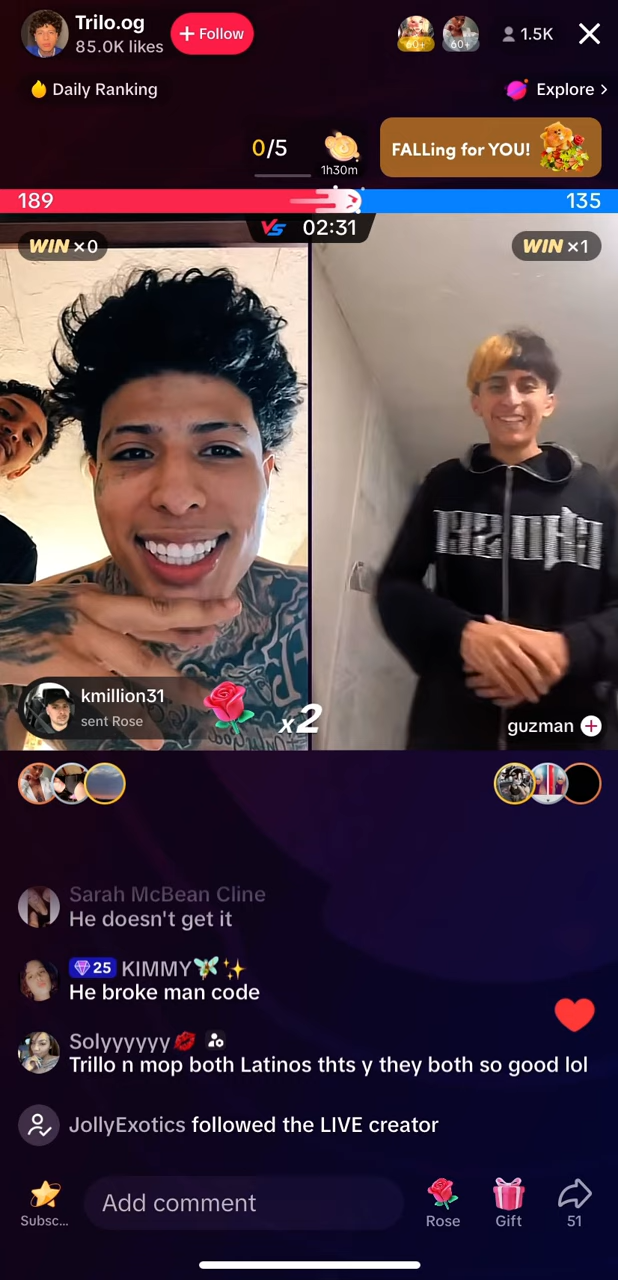 Trilo.og
85.0K likes
+ Follow
60+
60+
1.5K
Daily Ranking
Explore >
0/5
1h30m
FALLing for YOU!
189
135
VS 02:31
WIN ×0
WIN ×1
kmillion31
sent Rose
x2
guzman
Sarah McBean Cline
He doesn't get it
25 KIMMY🧚✨
He broke man code
Solyyyyyy💋
Trillo n mop both Latinos thts y they both so good lol
JollyExotics followed the LIVE creator
Subsc...
Add comment
Rose
Gift
51